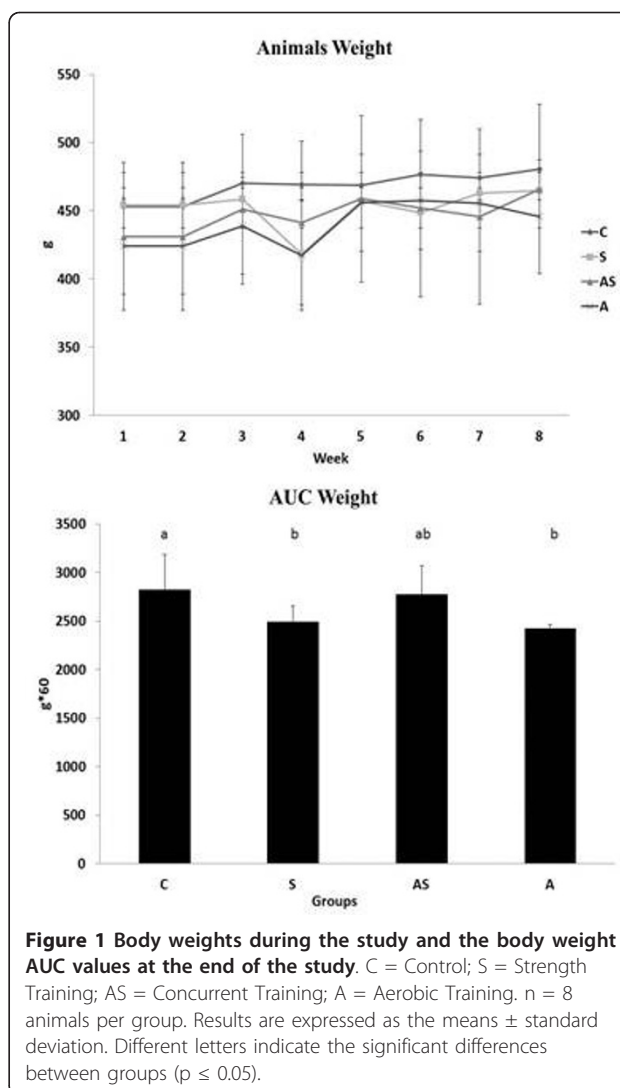 Animals Weight
550
500
450
400
350
300
g
1 2 3 4 5 6 7 8
Week
C
S
AS
A
AUC Weight
3500
3000
2500
2000
1500
1000
500
0
g*60
a b ab b
C S AS A
Groups
Figure 1 Body weights during the study and the body weight
AUC values at the end of the study. C = Control; S = Strength
Training; AS = Concurrent Training; A = Aerobic Training. n = 8
animals per group. Results are expressed as the means ± standard
deviation. Different letters indicate the significant differences
between groups (p ≤ 0.05).